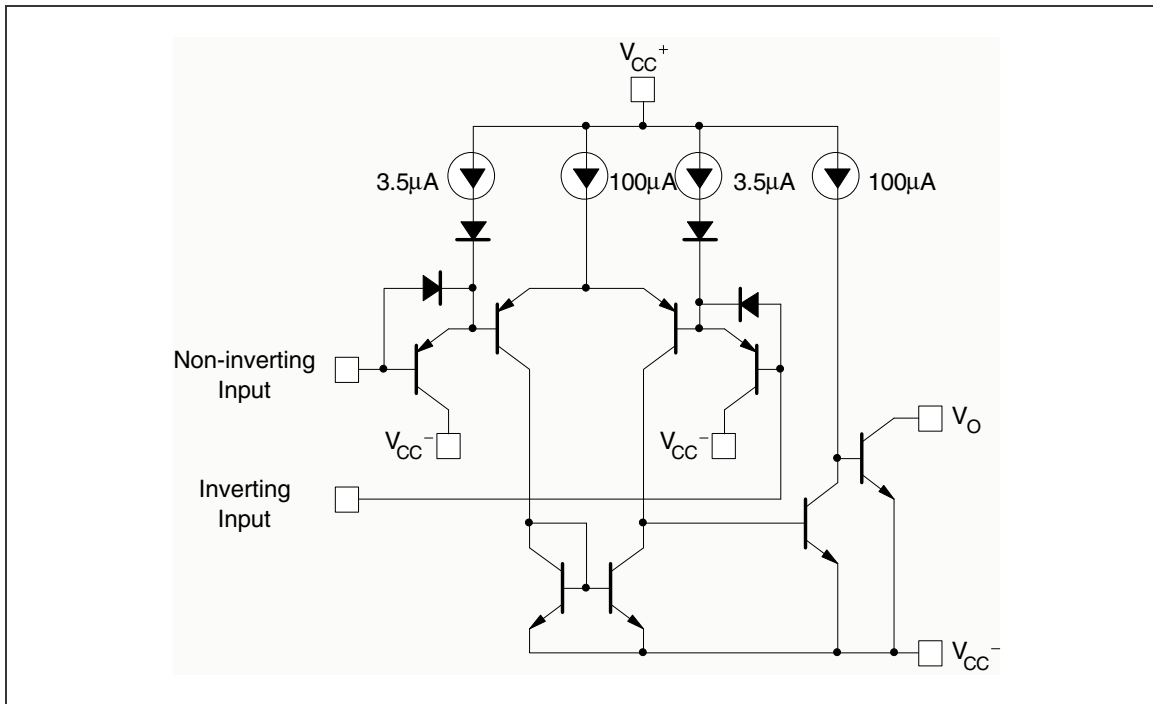 VCC+
3.5μA
100μA
3.5μA
100μA
Non-inverting
Input
VCC−
VCC−
VO
Inverting
Input
VCC−